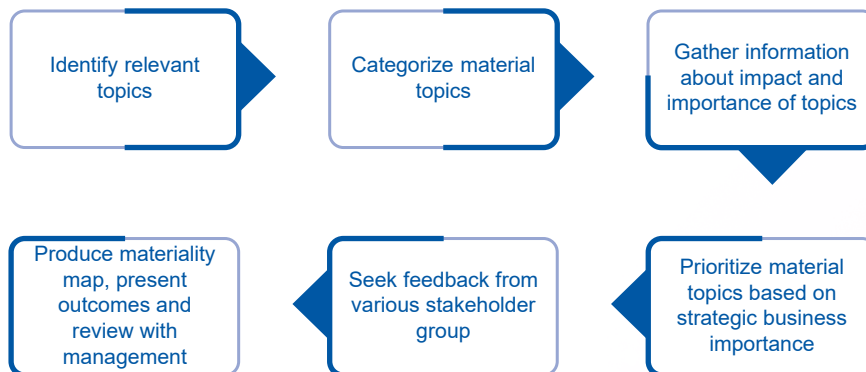 Identify relevant
topics
Categorize material
topics
Gather information
about impact and
importance of topics
Prioritize material
topics based on
strategic business
importance
Seek feedback from
various stakeholder
group
Produce materiality
map, present
outcomes and
review with
management